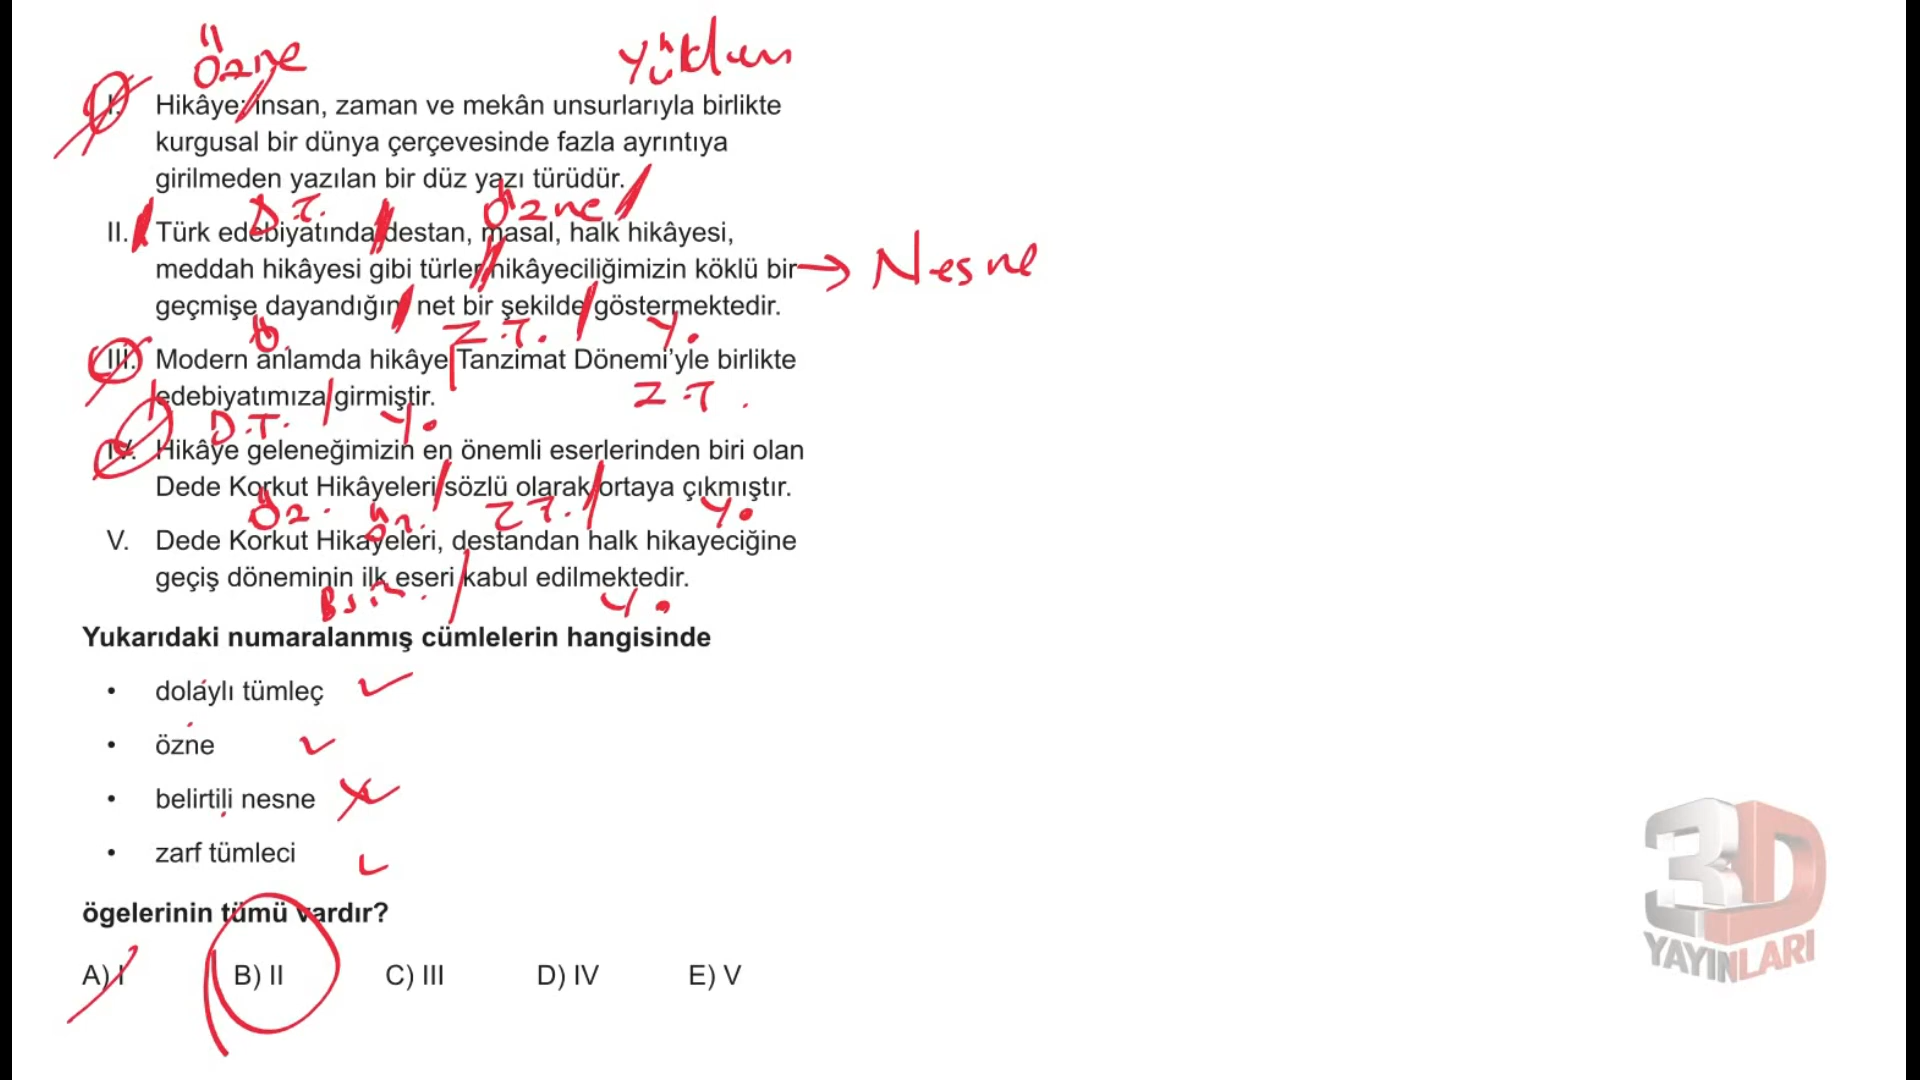 Özne Yüklem
I. Hikâye; insan, zaman ve mekân unsurlarıyla birlikte
kurgusal bir dünya çerçevesinde fazla ayrıntıya
girilmeden yazılan bir düz yazı türüdür.
D.T. Özne
II. Türk edebiyatında destan, masal, halk hikâyesi,
meddah hikâyesi gibi türler hikâyeciliğimizin köklü bir → Nesne
geçmişe dayandığını net bir şekilde göstermektedir.
Ö. Z.T. Y.
III. Modern anlamda hikâye Tanzimat Dönemi'yle birlikte
edebiyatımıza girmiştir. Z.T.
D.T. Y.
IV. Hikâye geleneğimizin en önemli eserlerinden biri olan
Dede Korkut Hikâyeleri sözlü olarak ortaya çıkmıştır.
Öz. Öz. Z.T. Y.
V. Dede Korkut Hikayeleri, destandan halk hikayeciğine
geçiş döneminin ilk eseri kabul edilmektedir.
Y.
Yukarıdaki numaralanmış cümlelerin hangisinde
• dolaylı tümleç
• özne
• belirtili nesne
• zarf tümleci
ögelerinin tümü vardır?
A) I B) II C) III D) IV E) V
3D
YAYINLARI